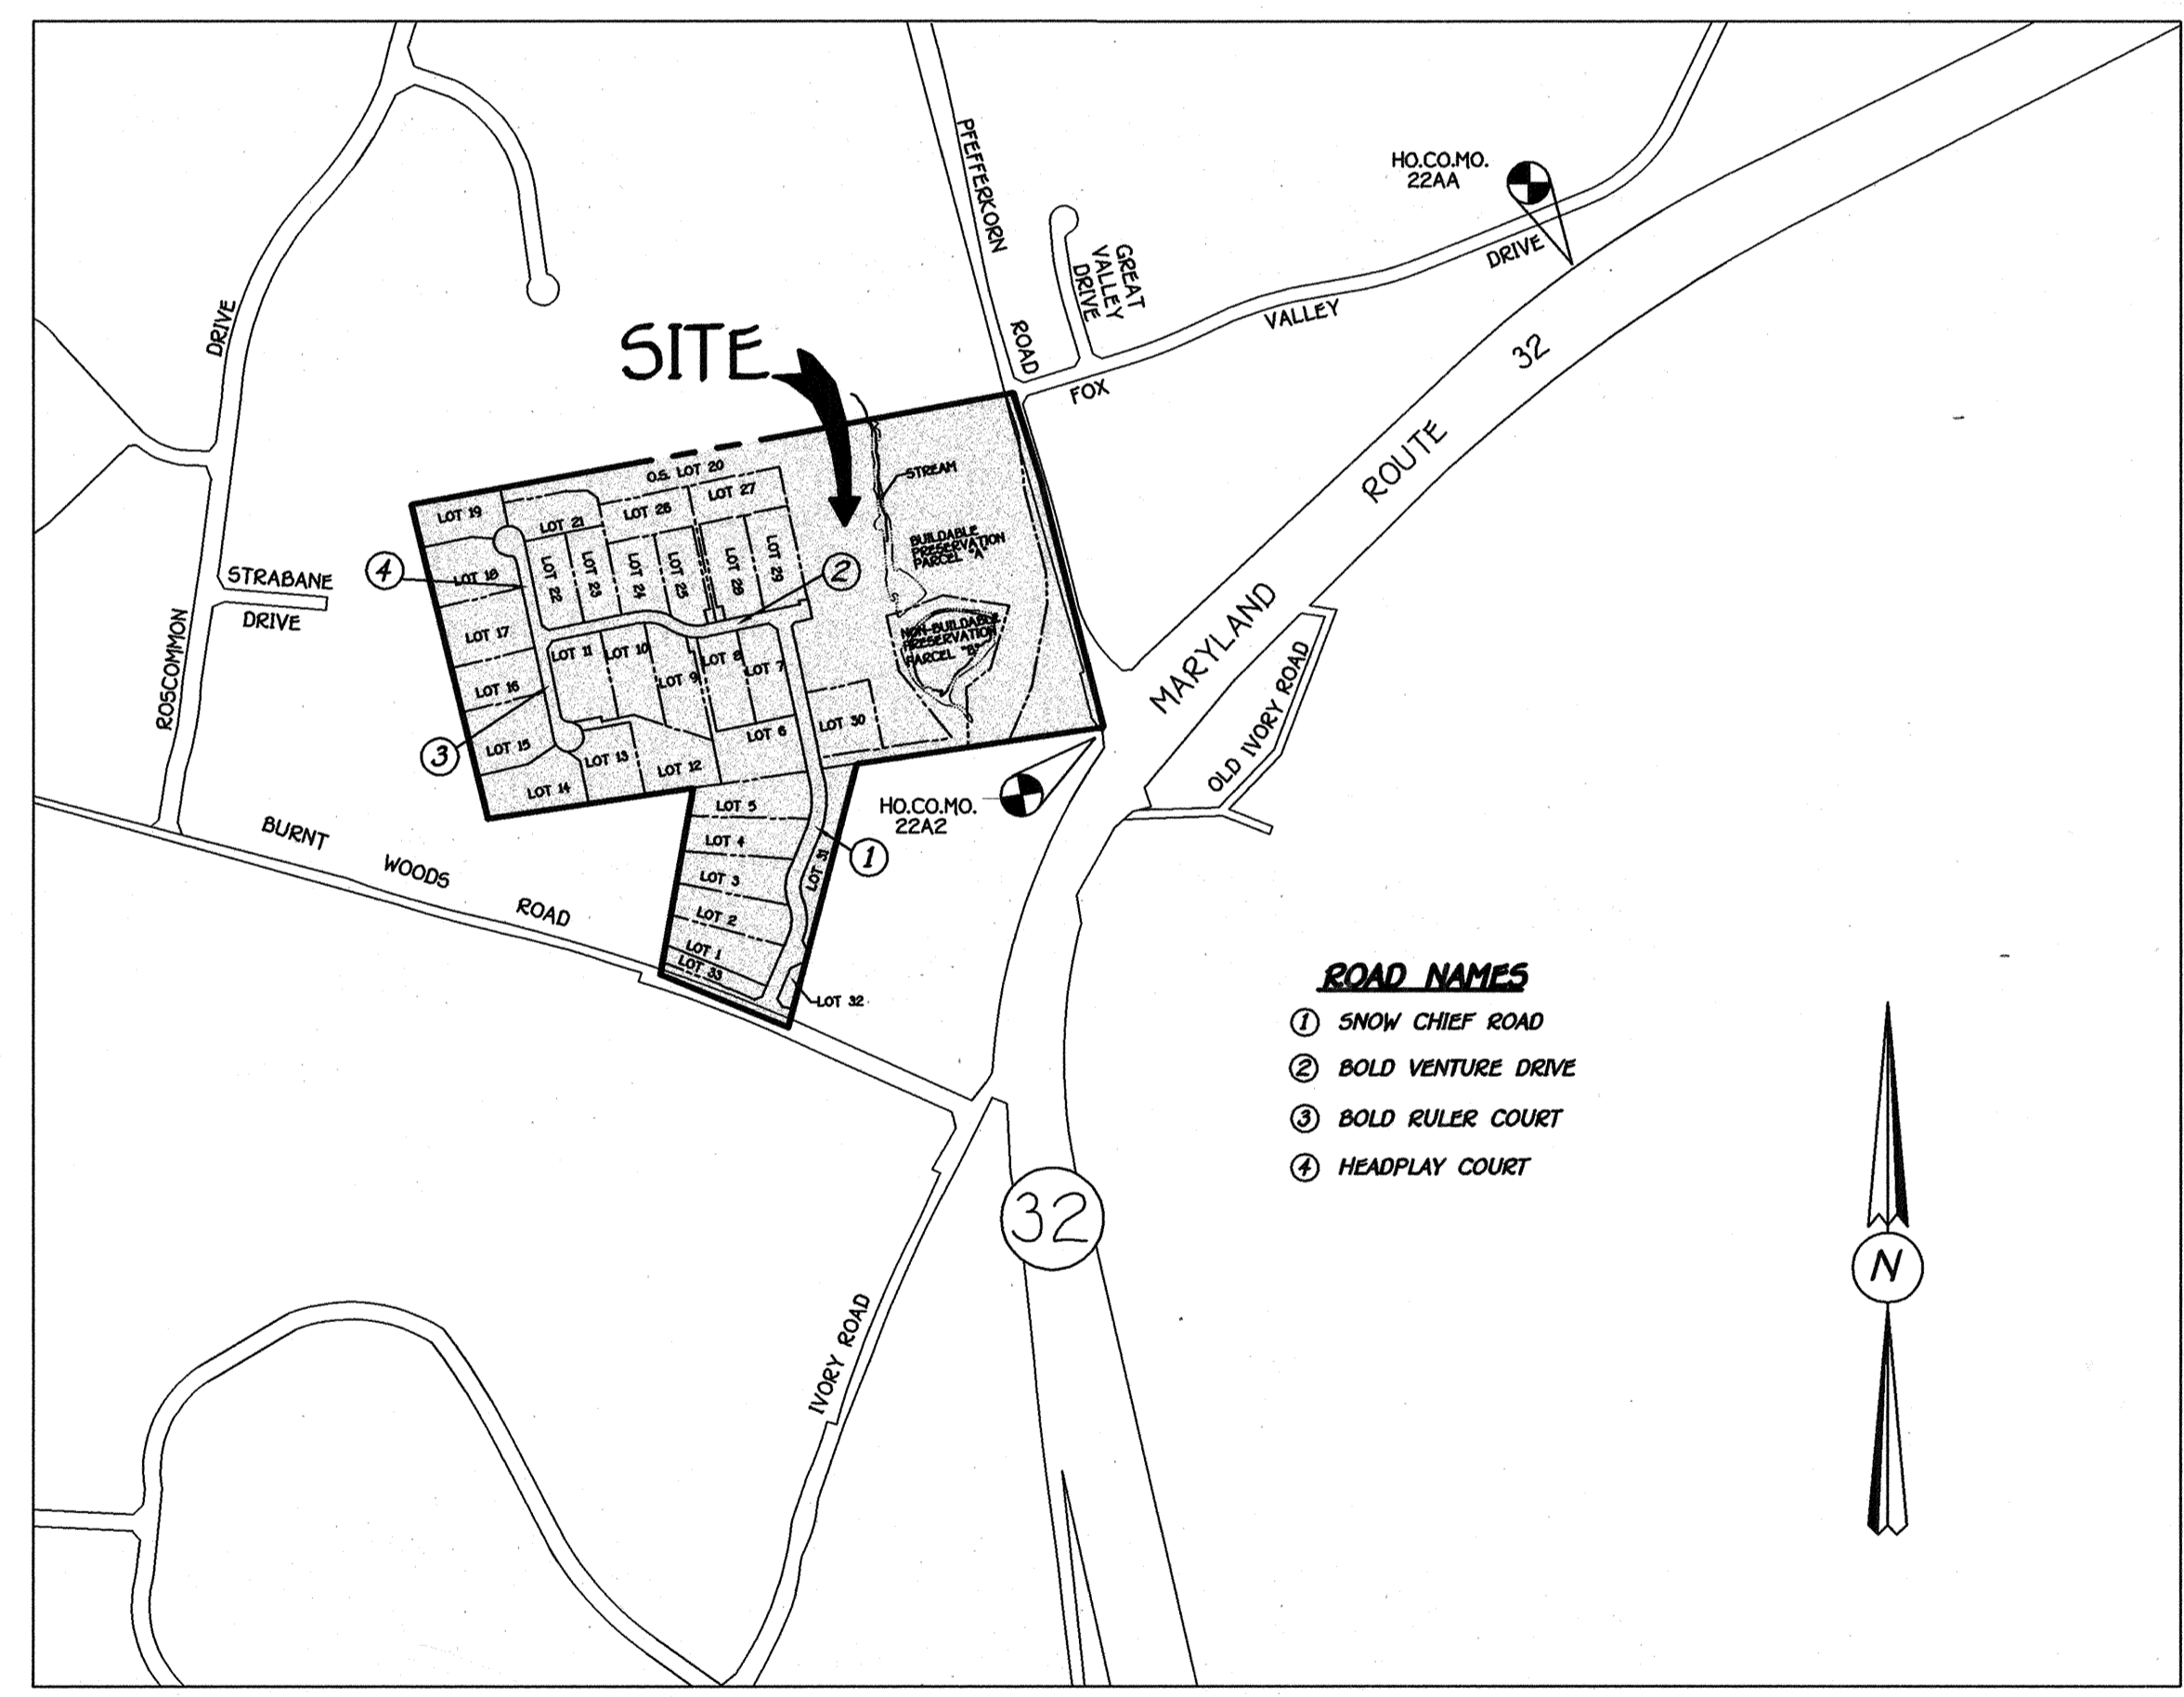 PFEFFERKORN
ROAD
HO.CO.MO.
22AA
GREAT
VALLEY
DRIVE
DRIVE
VALLEY
FOX
DRIVE
SITE
32
ROUTE
MARYLAND
O.S. LOT 20
STREAM
LOT 27
LOT 26
LOT 19
LOT 21
BUILDABLE
PRESERVATION
PARCEL "A"
4
LOT 18
LOT 22
LOT 23
LOT 24
LOT 25
LOT 28
LOT 29
2
STRABANE
DRIVE
ROSCOMMON
NON-BUILDABLE
PRESERVATION
PARCEL "B"
LOT 17
LOT 11
LOT 10
LOT 9
LOT 8
LOT 7
LOT 16
LOT 30
LOT 6
3
LOT 15
LOT 13
LOT 12
LOT 14
OLD IVORY ROAD
HO.CO.MO.
22A2
LOT 5
LOT 4
LOT 3
LOT 2
LOT 1
LOT 33
LOT 31
1
LOT 32
BURNT
WOODS
ROAD
ROAD NAMES
1 SNOW CHIEF ROAD
2 BOLD VENTURE DRIVE
3 BOLD RULER COURT
4 HEADPLAY COURT
32
IVORY ROAD
N